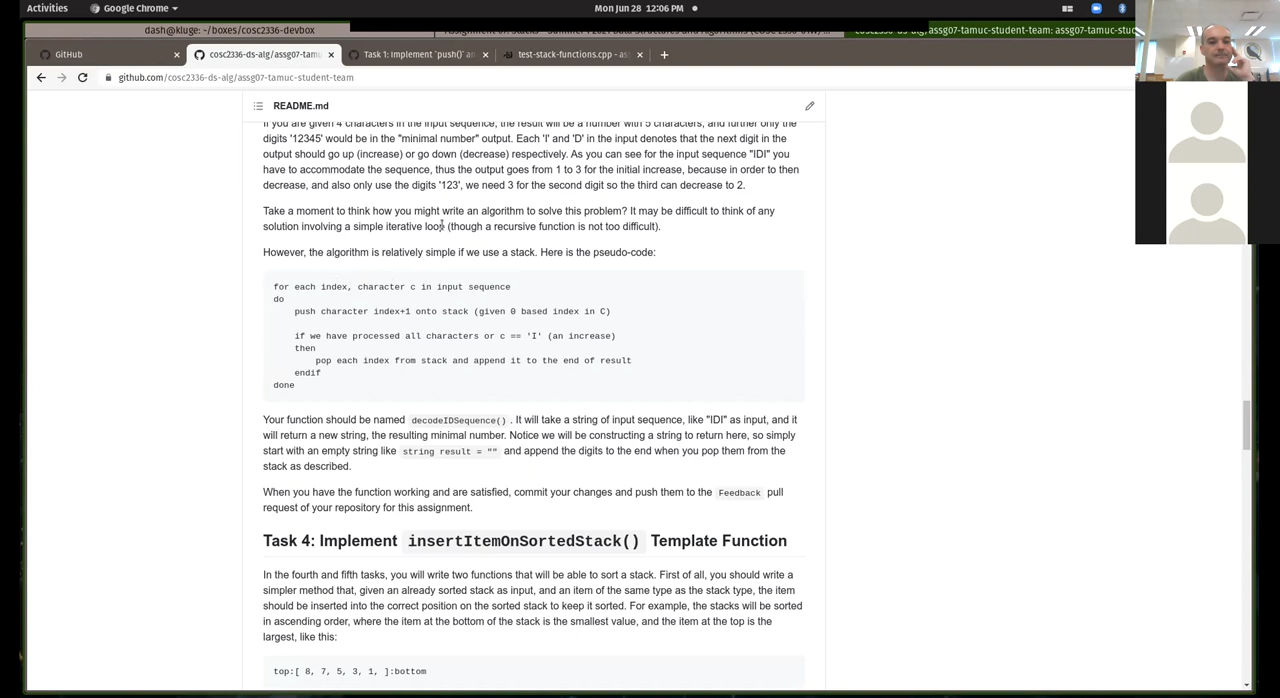 Activities
Google Chrome
Mon Jun 28 12:06 PM
dash@kluge: ~/boxes/cosc2336-devbox
cosc2336-ds-alg/assg07-tamuc-student-team: assg07-tamuc-stuc
GitHub
cosc2336-ds-alg/assg07-tamu
Task 1: Implement `push()` an
test-stack-functions.cpp - as
github.com/cosc2336-ds-alg/assg07-tamuc-student-team
README.md
If you are given 4 characters in the input sequence, the result will be a number with 5 characters, and further only the
digits '12345' would be in the "minimal number" output. Each 'I' and 'D' in the input denotes that the next digit in the
output should go up (increase) or go down (decrease) respectively. As you can see for the input sequence "IDI" you
have to accommodate the sequence, thus the output goes from 1 to 3 for the initial increase, because in order to then
decrease, and also only use the digits '123', we need 3 for the second digit so the third can decrease to 2.
Take a moment to think how you might write an algorithm to solve this problem? It may be difficult to think of any
solution involving a simple iterative loop (though a recursive function is not too difficult).
However, the algorithm is relatively simple if we use a stack. Here is the pseudo-code:
for each index, character c in input sequence
do
push character index+1 onto stack (given 0 based index in C)
if we have processed all characters or c == 'I' (an increase)
then
pop each index from stack and append it to the end of result
endif
done
Your function should be named decodeIDSequence() . It will take a string of input sequence, like "IDI" as input, and it
will return a new string, the resulting minimal number. Notice we will be constructing a string to return here, so simply
start with an empty string like string result = "" and append the digits to the end when you pop them from the
stack as described.
When you have the function working and are satisfied, commit your changes and push them to the Feedback pull
request of your repository for this assignment.
Task 4: Implement insertItemOnSortedStack() Template Function
In the fourth and fifth tasks, you will write two functions that will be able to sort a stack. First of all, you should write a
simpler method that, given an already sorted stack as input, and an item of the same type as the stack type, the item
should be inserted into the correct position on the sorted stack to keep it sorted. For example, the stacks will be sorted
in ascending order, where the item at the bottom of the stack is the smallest value, and the item at the top is the
largest, like this:
top:[ 8, 7, 5, 3, 1, ]:bottom